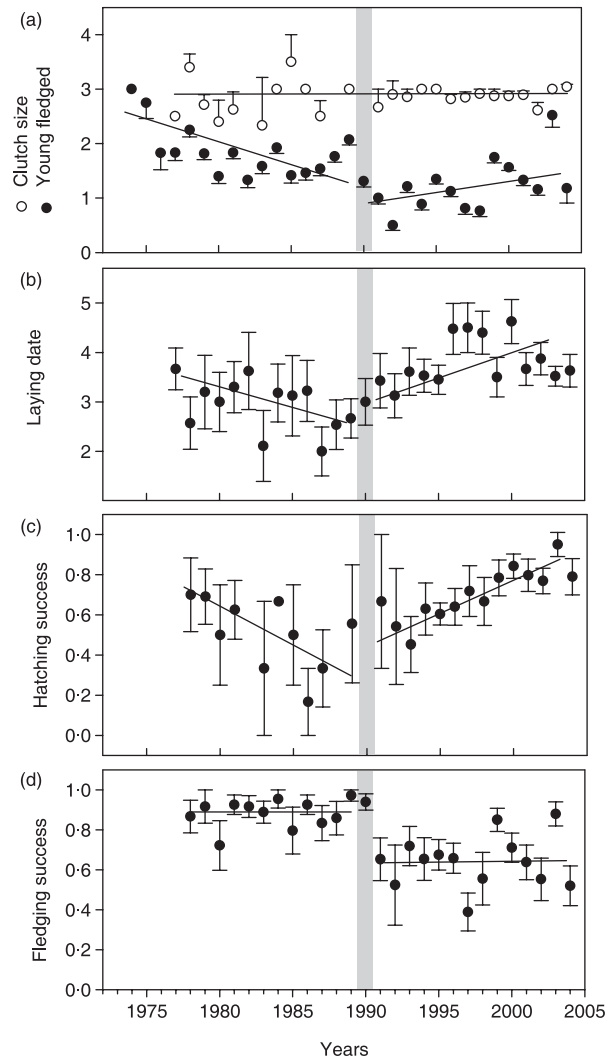 (a)
○ Clutch size
● Young fledged
4
3
2
1
0
(b)
Laying date
5
4
3
2
(c)
Hatching success
1·0
0·8
0·6
0·4
0·2
0·0
(d)
Fledging success
1·0
0·8
0·6
0·4
0·2
0·0
1975 1980 1985 1990 1995 2000 2005
Years